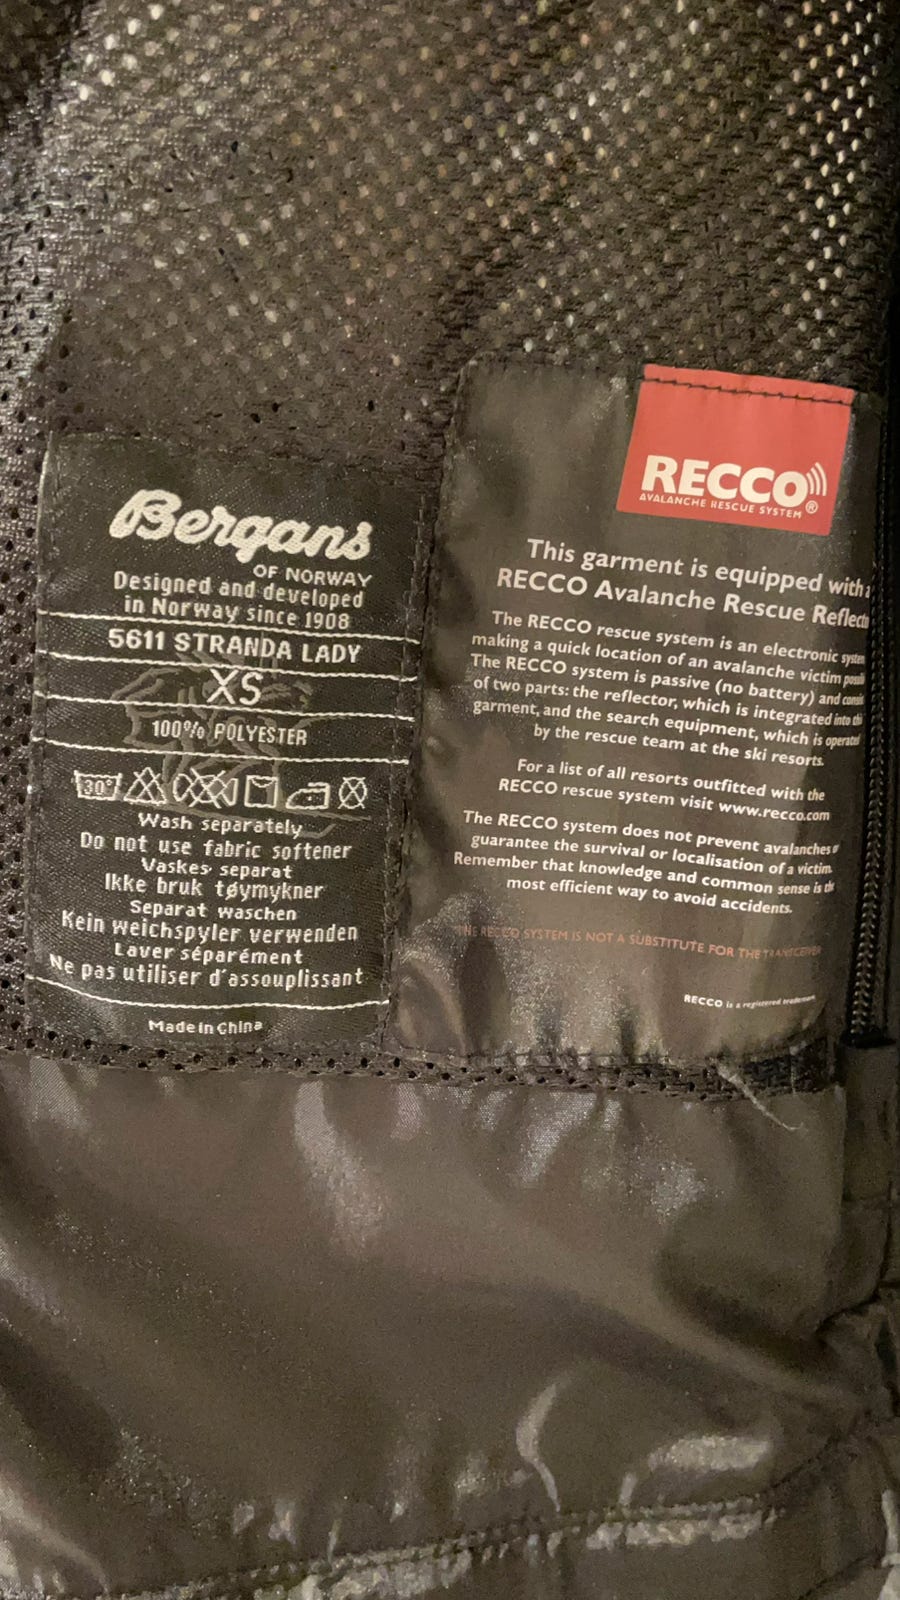 Bergans
OF NORWAY
Designed and developed
in Norway since 1908
5611 STRANDA LADY
XS
100% POLYESTER
30°
Wash separately
Do not use fabric softener
Vaskes separat
Ikke bruk tøymykner
Separat waschen
Kein weichspyler verwenden
Laver séparément
Ne pas utiliser d'assouplissant
Made in China
RECCO®
AVALANCHE RESCUE SYSTEM
This garment is equipped with a
RECCO Avalanche Rescue
The RECCO rescue system is an electronic system
making a quick location of an avalanche victim
The RECCO system is passive (no battery) and
of two parts: the reflector, which is integrated into
garment, and the search equipment, which is operated
by the rescue team at the ski resorts.
For a list of all resorts outfitted with the
RECCO rescue system visit www.recco.com
The RECCO system does not prevent avalanches
guarantee the survival or localisation of a victim.
Remember that knowledge and common sense is the
most efficient way to avoid accidents.
THE RECCO SYSTEM IS NOT A SUBSTITUTE FOR THE TRANSCEIVER
RECCO is a registered trademark